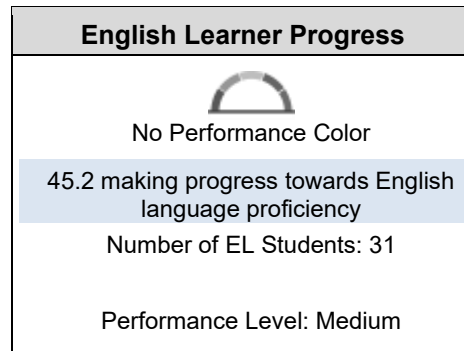 English Learner Progress
No Performance Color
45.2 making progress towards English
language proficiency
Number of EL Students: 31
Performance Level: Medium